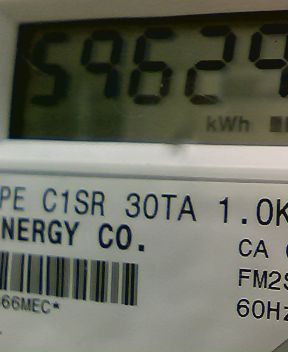 59629
kWh
PE C1SR 30TA 1.0K
NERGY CO.
CA
FM2S
66MEC*
60Hz